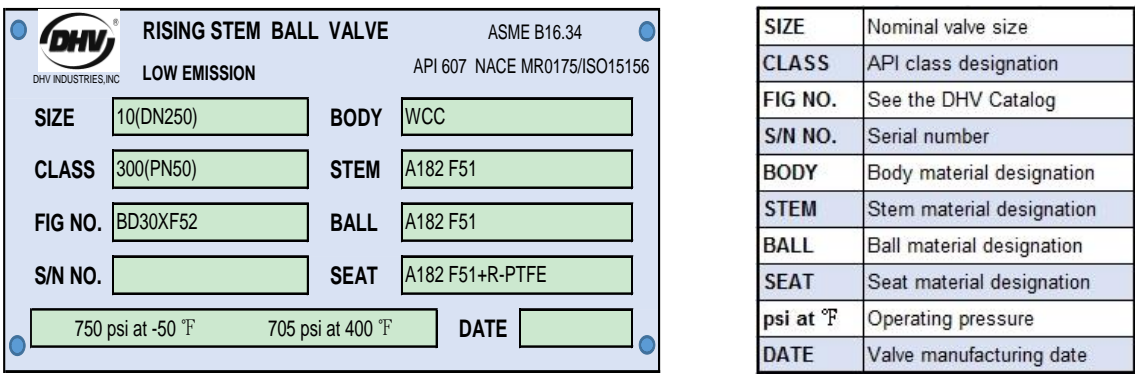 DHV®
RISING STEM BALL VALVE
ASME B16.34
DHV INDUSTRIES,INC
LOW EMISSION
API 607 NACE MR0175/ISO15156
SIZE 10(DN250) BODY WCC
CLASS 300(PN50) STEM A182 F51
FIG NO. BD30XF52 BALL A182 F51
S/N NO. SEAT A182 F51+R-PTFE
750 psi at -50 ℉ 705 psi at 400 ℉ DATE
SIZE Nominal valve size
CLASS API class designation
FIG NO. See the DHV Catalog
S/N NO. Serial number
BODY Body material designation
STEM Stem material designation
BALL Ball material designation
SEAT Seat material designation
psi at ℉ Operating pressure
DATE Valve manufacturing date